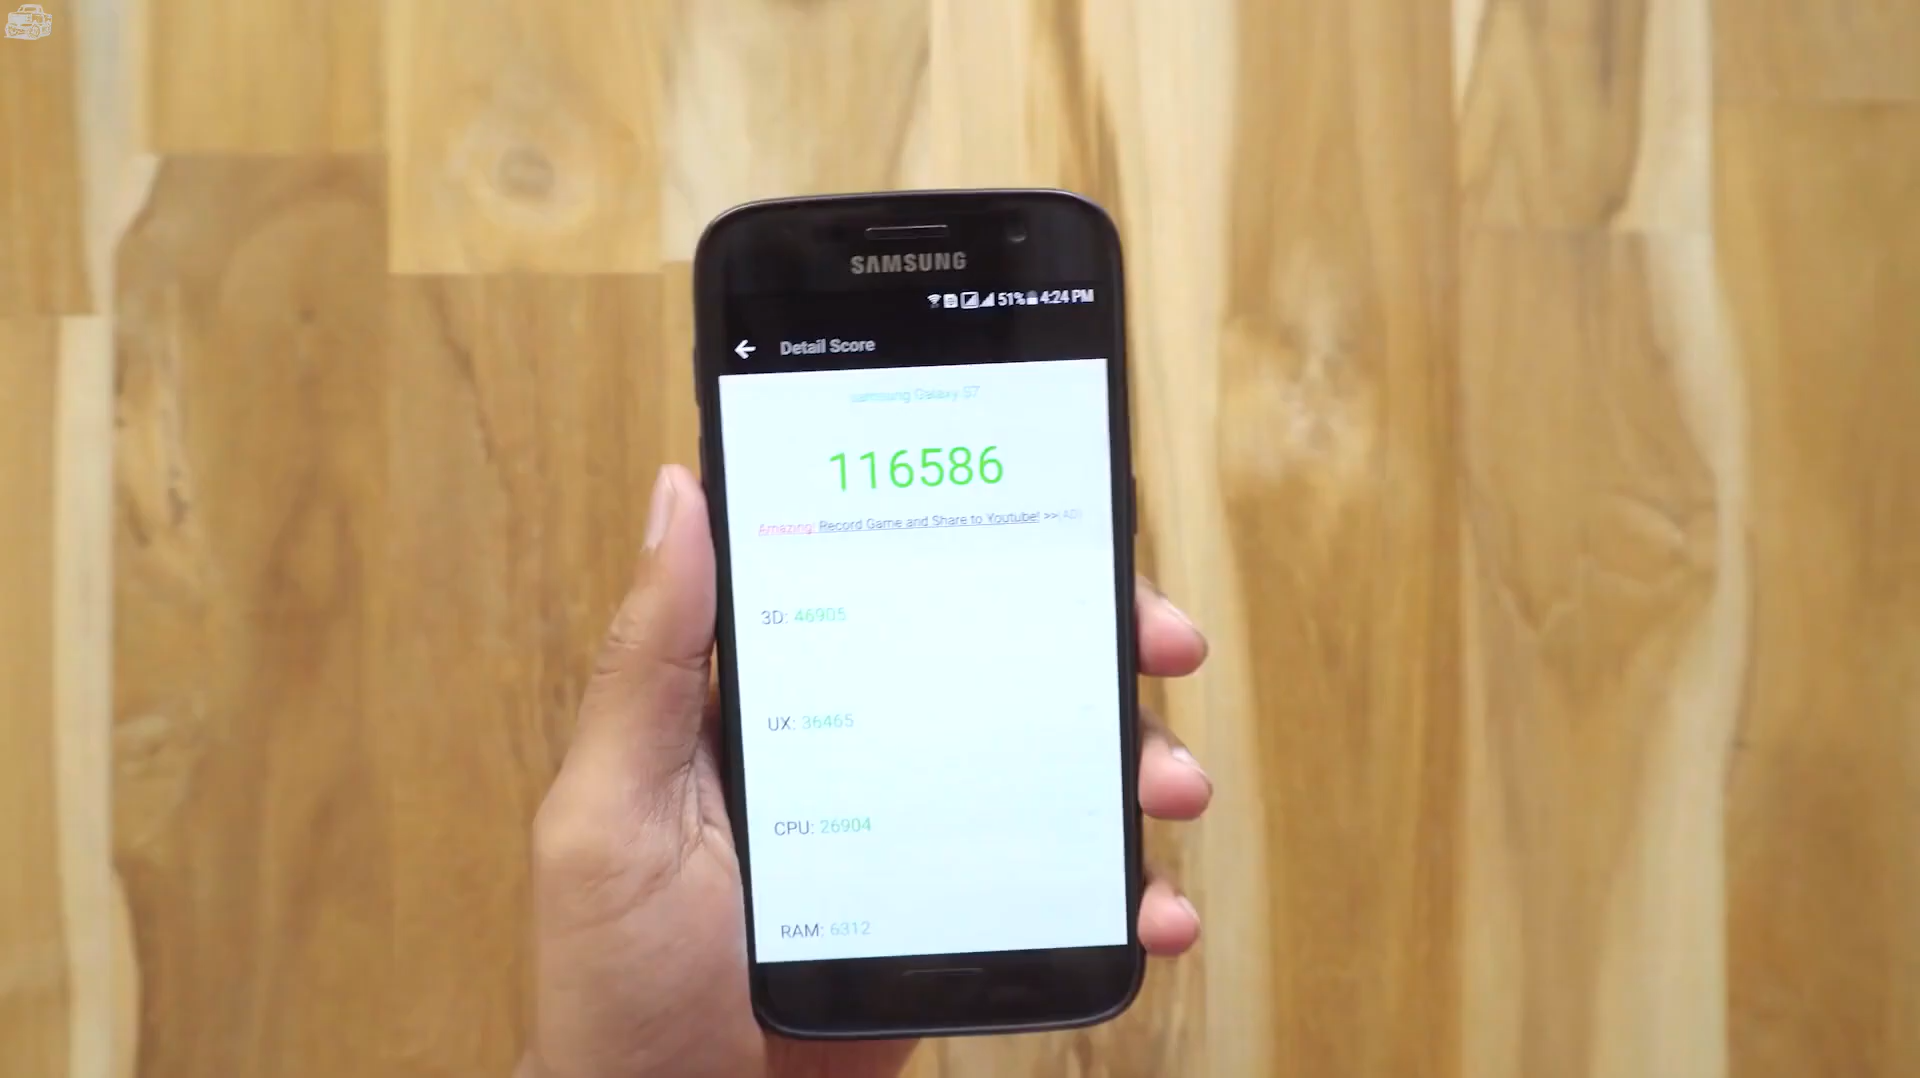 SAMSUNG
51% 4:24 PM
Detail Score
samsung Galaxy S7
116586
Amazing! Record Game and Share to Youtube! >>(AD)
3D: 46905
UX: 36465
CPU: 26904
RAM: 6312